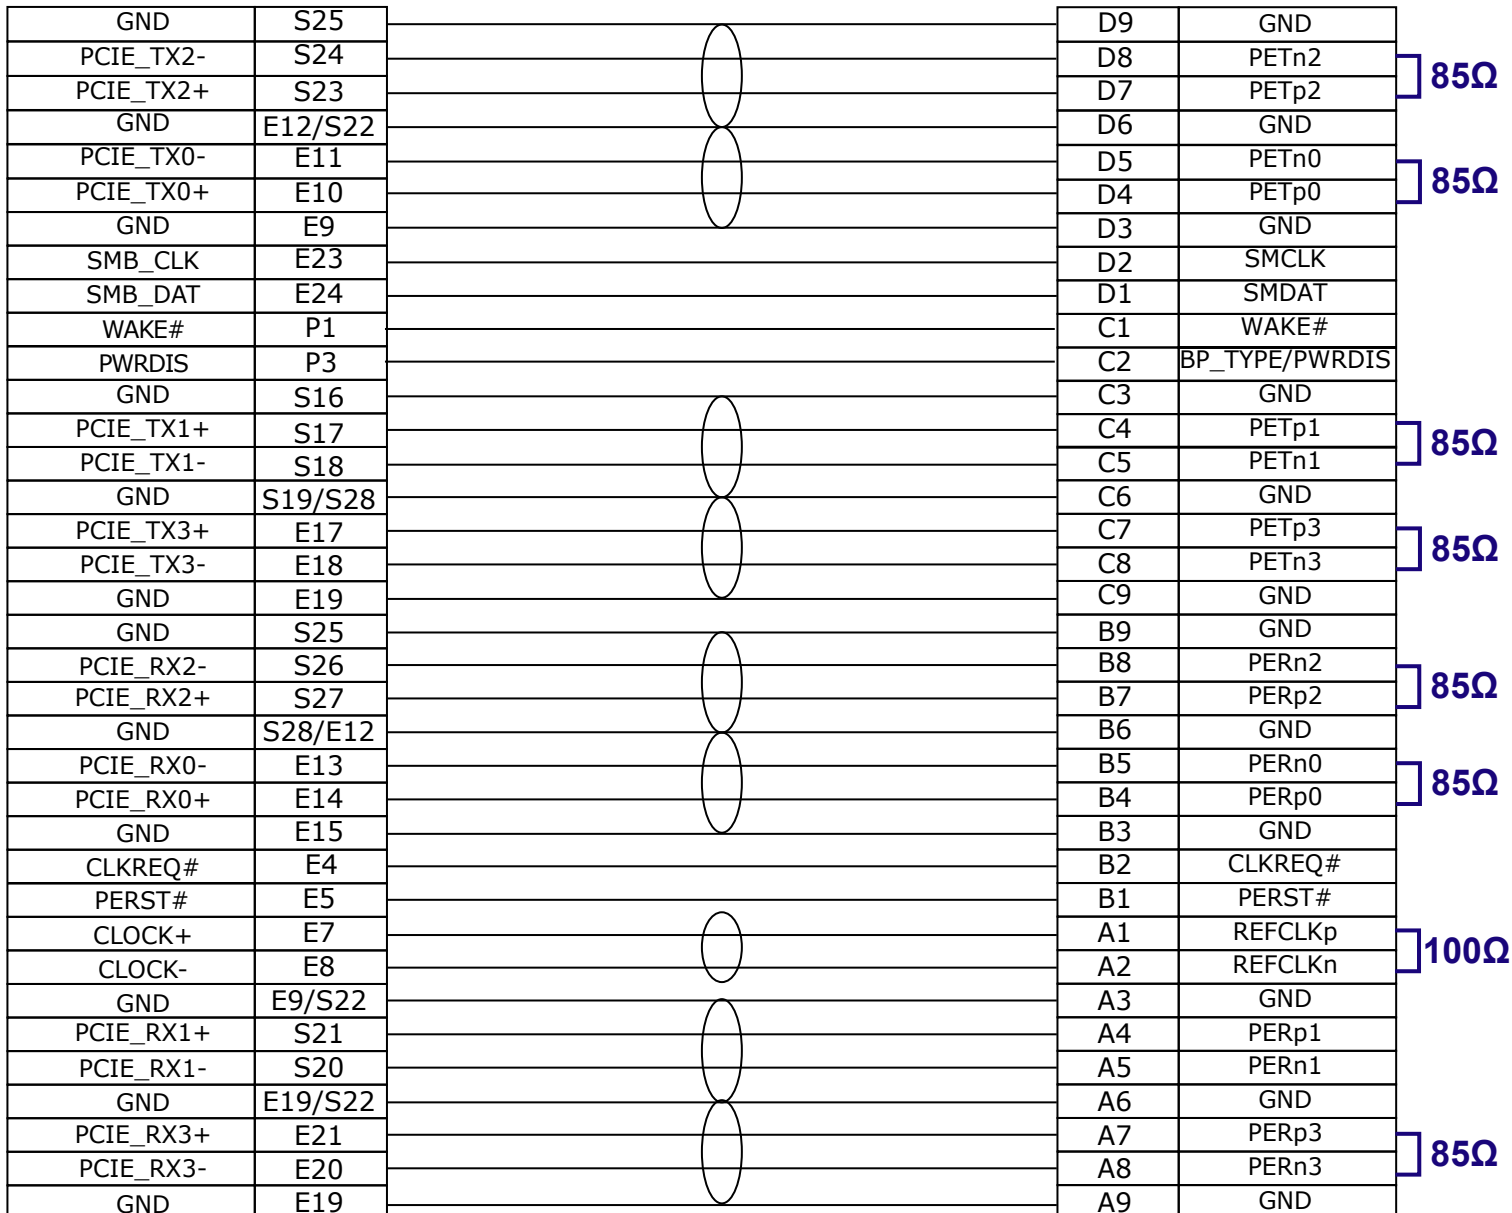 GND S25 D9 GND
PCIE_TX2- S24 D8 PETn2
85Ω
PCIE_TX2+ S23 D7 PETp2
GND E12/S22 D6 GND
PCIE_TX0- E11 D5 PETn0
85Ω
PCIE_TX0+ E10 D4 PETp0
GND E9 D3 GND
SMB_CLK E23 D2 SMCLK
SMB_DAT E24 D1 SMDAT
WAKE# P1 C1 WAKE#
PWRDIS P3 C2 BP_TYPE/PWRDIS
GND S16 C3 GND
PCIE_TX1+ S17 C4 PETp1
85Ω
PCIE_TX1- S18 C5 PETn1
GND S19/S28 C6 GND
PCIE_TX3+ E17 C7 PETp3
85Ω
PCIE_TX3- E18 C8 PETn3
GND E19 C9 GND
GND S25 B9 GND
PCIE_RX2- S26 B8 PERn2
85Ω
PCIE_RX2+ S27 B7 PERp2
GND S28/E12 B6 GND
PCIE_RX0- E13 B5 PERn0
85Ω
PCIE_RX0+ E14 B4 PERp0
GND E15 B3 GND
CLKREQ# E4 B2 CLKREQ#
PERST# E5 B1 PERST#
CLOCK+ E7 A1 REFCLKp
100Ω
CLOCK- E8 A2 REFCLKn
GND E9/S22 A3 GND
PCIE_RX1+ S21 A4 PERp1
PCIE_RX1- S20 A5 PERn1
GND E19/S22 A6 GND
PCIE_RX3+ E21 A7 PERp3
85Ω
PCIE_RX3- E20 A8 PERn3
GND E19 A9 GND